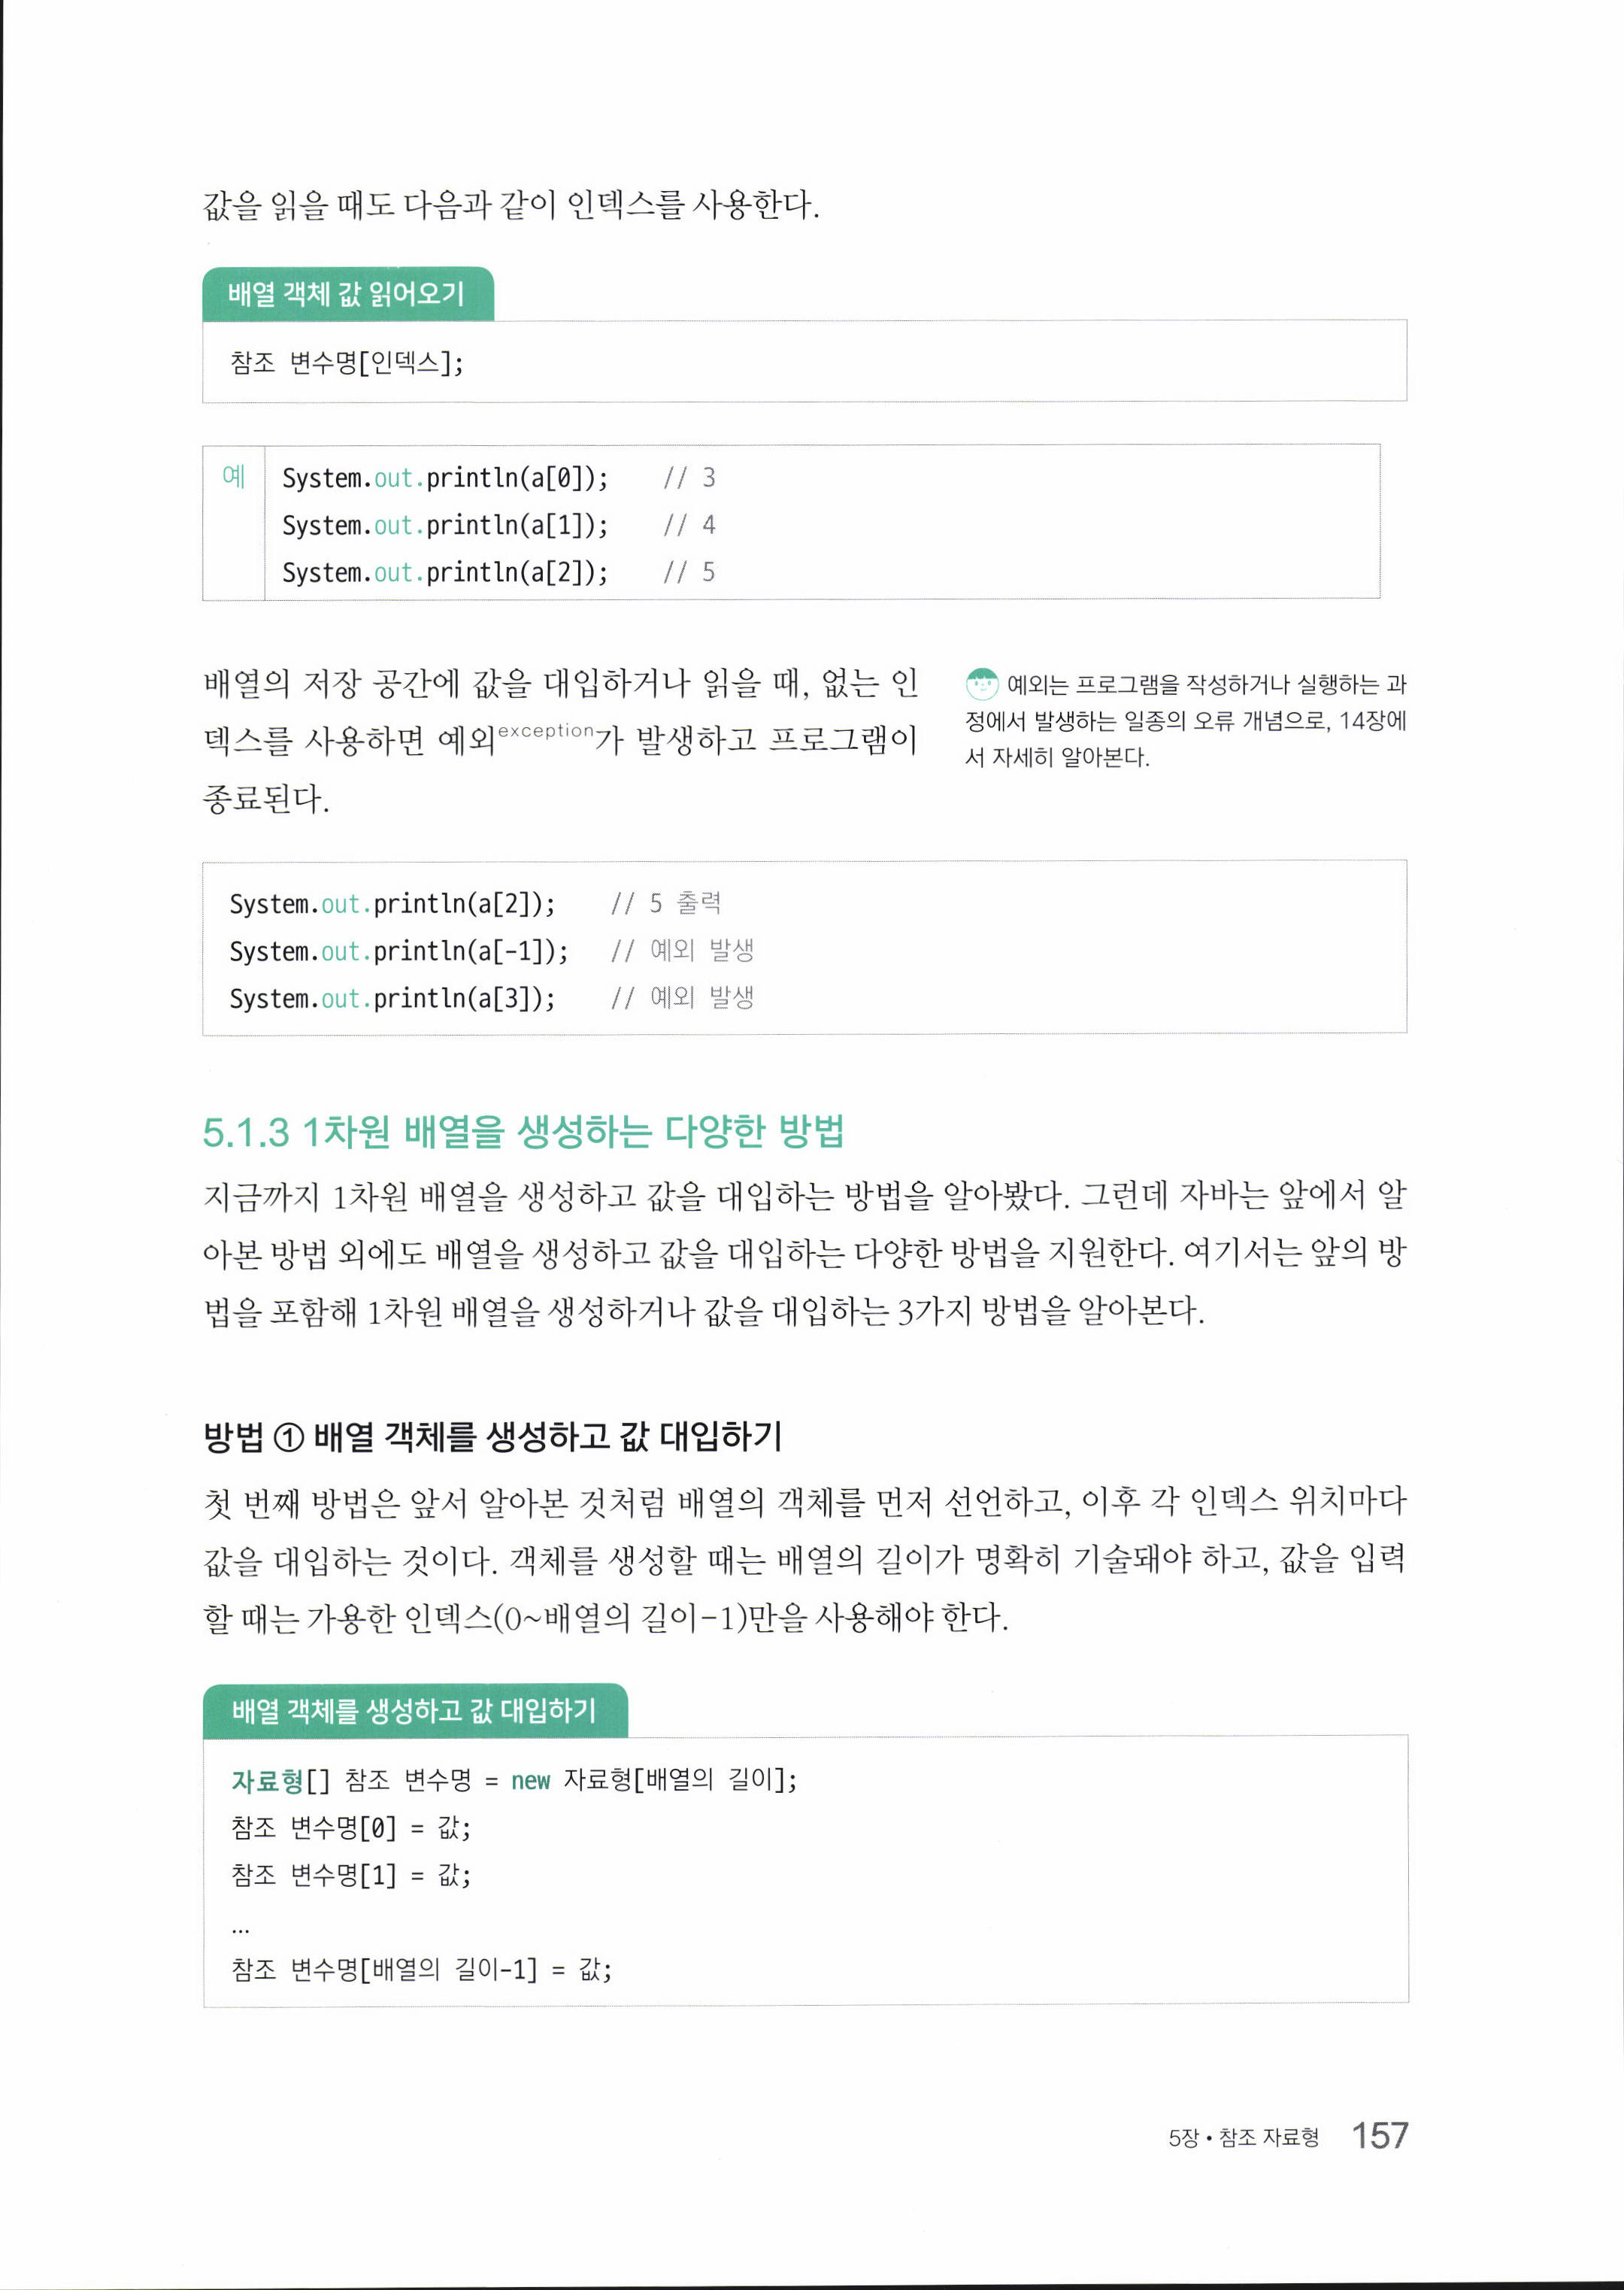 값을 읽을 때도 다음과 같이 인덱스를 사용한다.
배열 객체 값 읽어오기
참조 변수명[인덱스];
예
System.out.println(a[0]); // 3
System.out.println(a[1]); // 4
System.out.println(a[2]); // 5
배열의 저장 공간에 값을 대입하거나 읽을 때, 없는 인
덱스를 사용하면 예외exception가 발생하고 프로그램이
종료된다.
예외는 프로그램을 작성하거나 실행하는 과
정에서 발생하는 일종의 오류 개념으로, 14장에
서 자세히 알아본다.
System.out.println(a[2]); // 5 출력
System.out.println(a[-1]); // 예외 발생
System.out.println(a[3]); // 예외 발생
5.1.3 1차원 배열을 생성하는 다양한 방법
지금까지 1차원 배열을 생성하고 값을 대입하는 방법을 알아봤다. 그런데 자바는 앞에서 알
아본 방법 외에도 배열을 생성하고 값을 대입하는 다양한 방법을 지원한다. 여기서는 앞의 방
법을 포함해 1차원 배열을 생성하거나 값을 대입하는 3가지 방법을 알아본다.
방법 ① 배열 객체를 생성하고 값 대입하기
첫 번째 방법은 앞서 알아본 것처럼 배열의 객체를 먼저 선언하고, 이후 각 인덱스 위치마다
값을 대입하는 것이다. 객체를 생성할 때는 배열의 길이가 명확히 기술돼야 하고, 값을 입력
할 때는 가용한 인덱스(0~배열의 길이-1)만을 사용해야 한다.
배열 객체를 생성하고 값 대입하기
자료형[] 참조 변수명 = new 자료형[배열의 길이];
참조 변수명[0] = 값;
참조 변수명[1] = 값;
...
참조 변수명[배열의 길이-1] = 값;
5장 • 참조 자료형 157